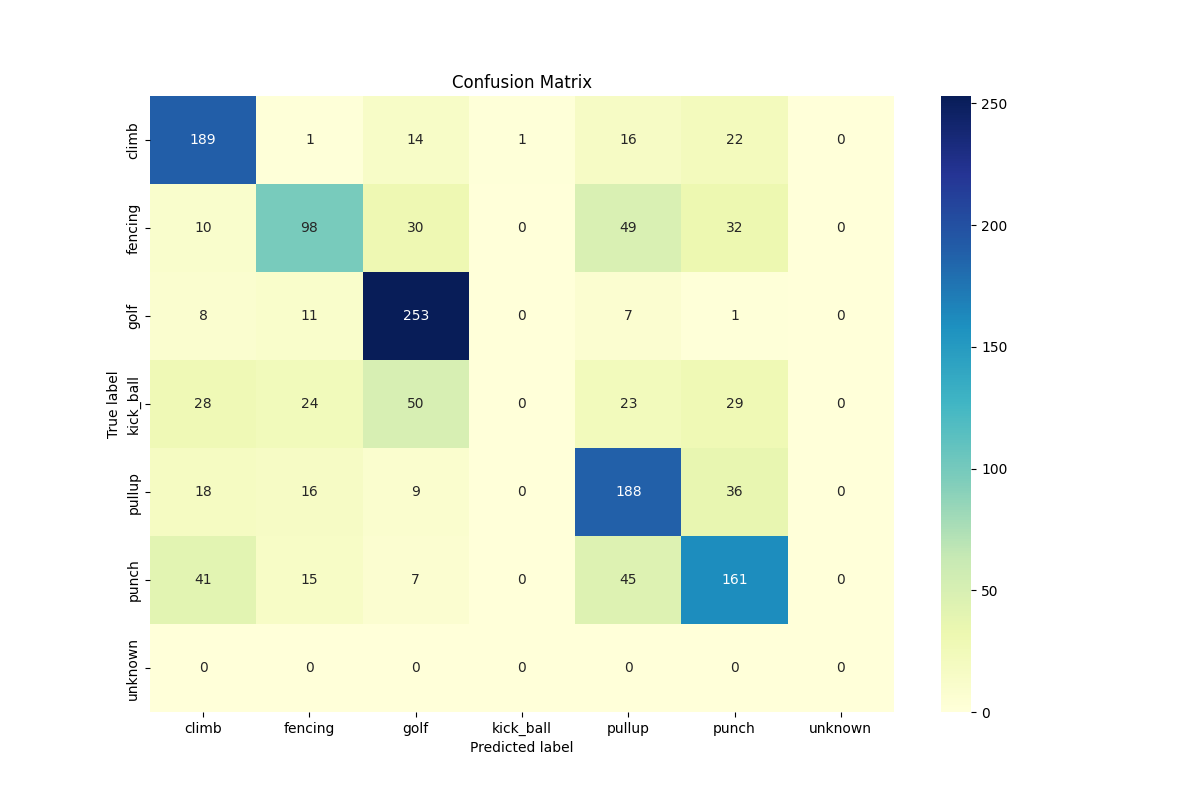 Confusion Matrix
climb 189 1 14 1 16 22 0
fencing 10 98 30 0 49 32 0
golf 8 11 253 0 7 1 0
True label
kick_ball 28 24 50 0 23 29 0
pullup 18 16 9 0 188 36 0
punch 41 15 7 0 45 161 0
unknown 0 0 0 0 0 0 0
climb fencing golf kick_ball pullup punch unknown
Predicted label
250
200
150
100
50
0